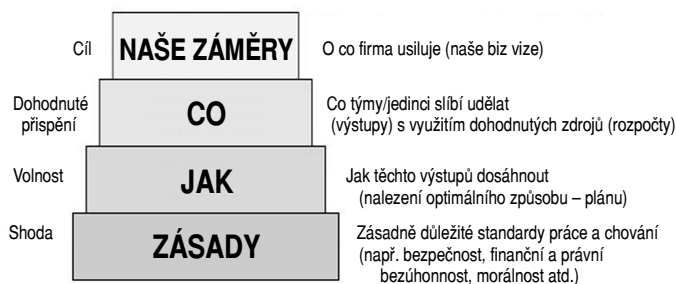 Cíl
NAŠE ZÁMĚRY
O co firma usiluje (naše biz vize)
Dohodnuté
přispění
CO
Co týmy/jedinci slíbí udělat
(výstupy) s využitím dohodnutých zdrojů (rozpočty)
Volnost
JAK
Jak těchto výstupů dosáhnout
(nalezení optimálního způsobu – plánu)
Shoda
ZÁSADY
Zásadně důležité standardy práce a chování
(např. bezpečnost, finanční a právní
bezúhonnost, morálnost atd.)